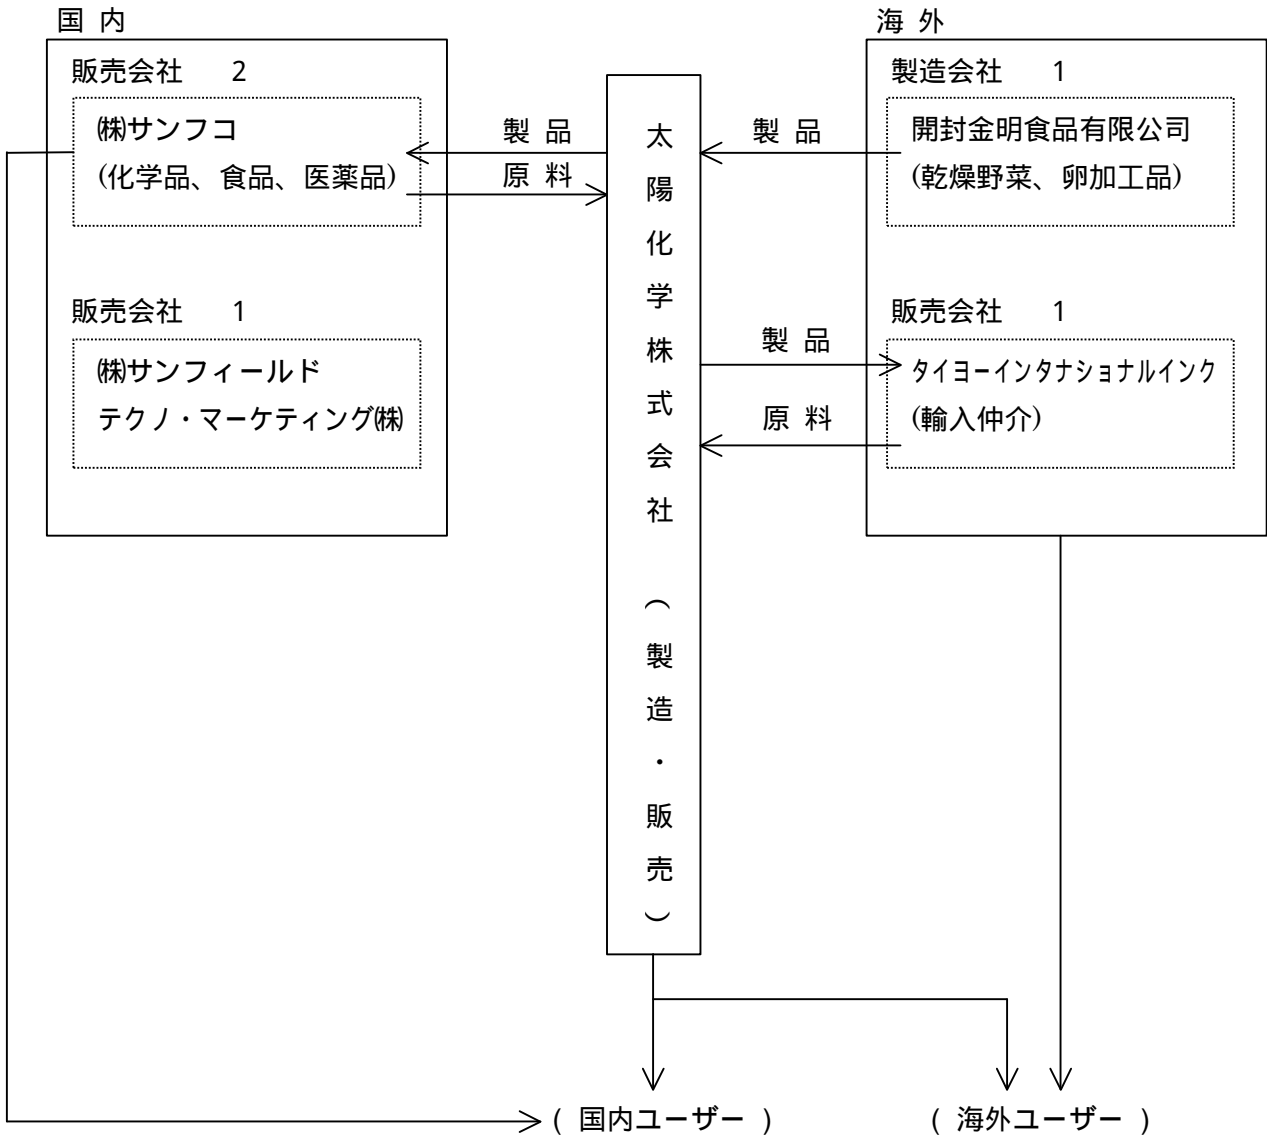 国 内
販売会社 2
㈱サンフコ
(化学品、食品、医薬品)
販売会社 1
㈱サンフィールド
テクノ・マーケティング㈱
製 品
原 料
太陽化学株式会社 (製造・販売)
製 品
製 品
原 料
海 外
製造会社 1
開封金明食品有限公司
(乾燥野菜、卵加工品)
販売会社 1
タイヨーインタナショナルインク
(輸入仲介)
( 国内ユーザー )
( 海外ユーザー )